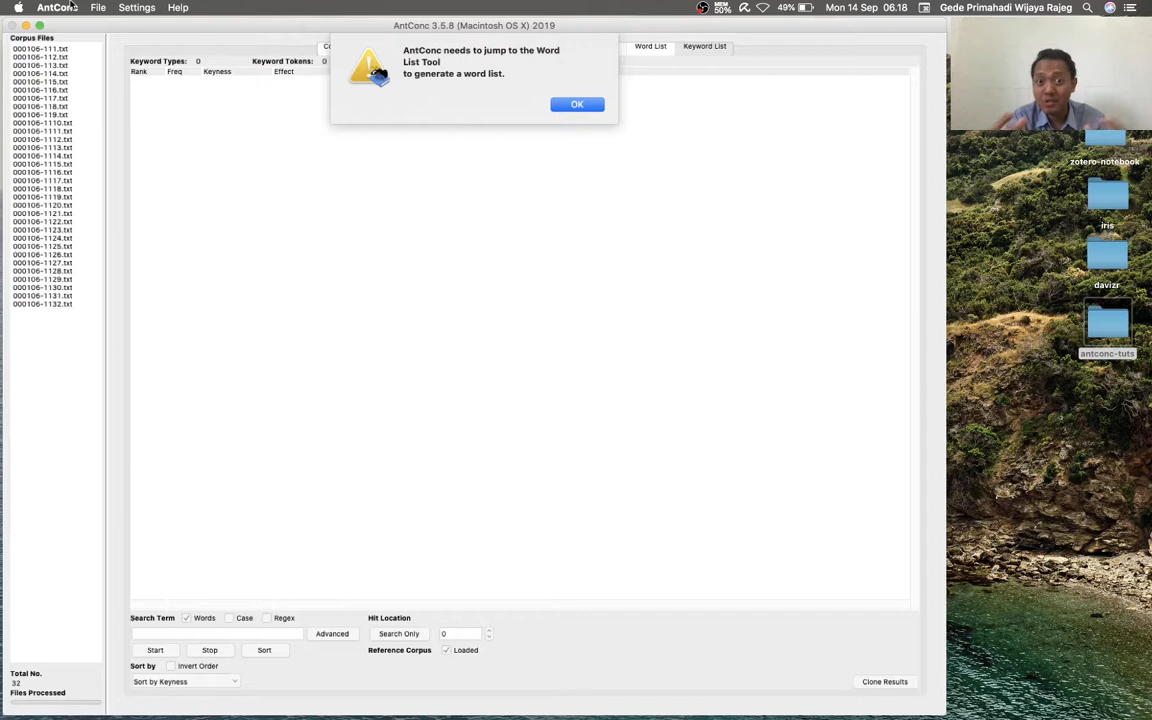 AntConc File Settings Help
MEM
50%
49%
Mon 14 Sep 06.18
Gede Primahadi Wijaya Rajeg
AntConc 3.5.8 (Macintosh OS X) 2019
Corpus Files
000106-111.txt
000106-112.txt
000106-113.txt
000106-114.txt
000106-115.txt
000106-116.txt
000106-117.txt
000106-118.txt
000106-119.txt
000106-1110.txt
000106-1111.txt
000106-1112.txt
000106-1113.txt
000106-1114.txt
000106-1115.txt
000106-1116.txt
000106-1117.txt
000106-1118.txt
000106-1119.txt
000106-1120.txt
000106-1121.txt
000106-1122.txt
000106-1123.txt
000106-1124.txt
000106-1125.txt
000106-1126.txt
000106-1127.txt
000106-1128.txt
000106-1129.txt
000106-1130.txt
000106-1131.txt
000106-1132.txt
Total No.
32
Files Processed
Co
Word List
Keyword List
Keyword Types: 0
Keyword Tokens: 0
Rank Freq Keyness Effect
AntConc needs to jump to the Word
List Tool
to generate a word list.
OK
Search Term Words Case Regex
Hit Location
Advanced
Search Only
0
Start Stop Sort
Reference Corpus Loaded
Sort by Invert Order
Sort by Keyness
Clone Results
zotero-notebook
iris
davizr
antconc-tuts